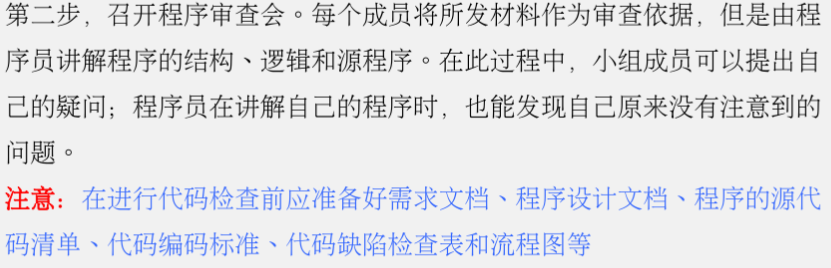 第二步，召开程序审查会。每个成员将所发材料作为审查依据，但是由程
序员讲解程序的结构、逻辑和源程序。在此过程中，小组成员可以提出自
己的疑问；程序员在讲解自己的程序时，也能发现自己原来没有注意到的
问题。
注意：在进行代码检查前应准备好需求文档、程序设计文档、程序的源代
码清单、代码编码标准、代码缺陷检查表和流程图等